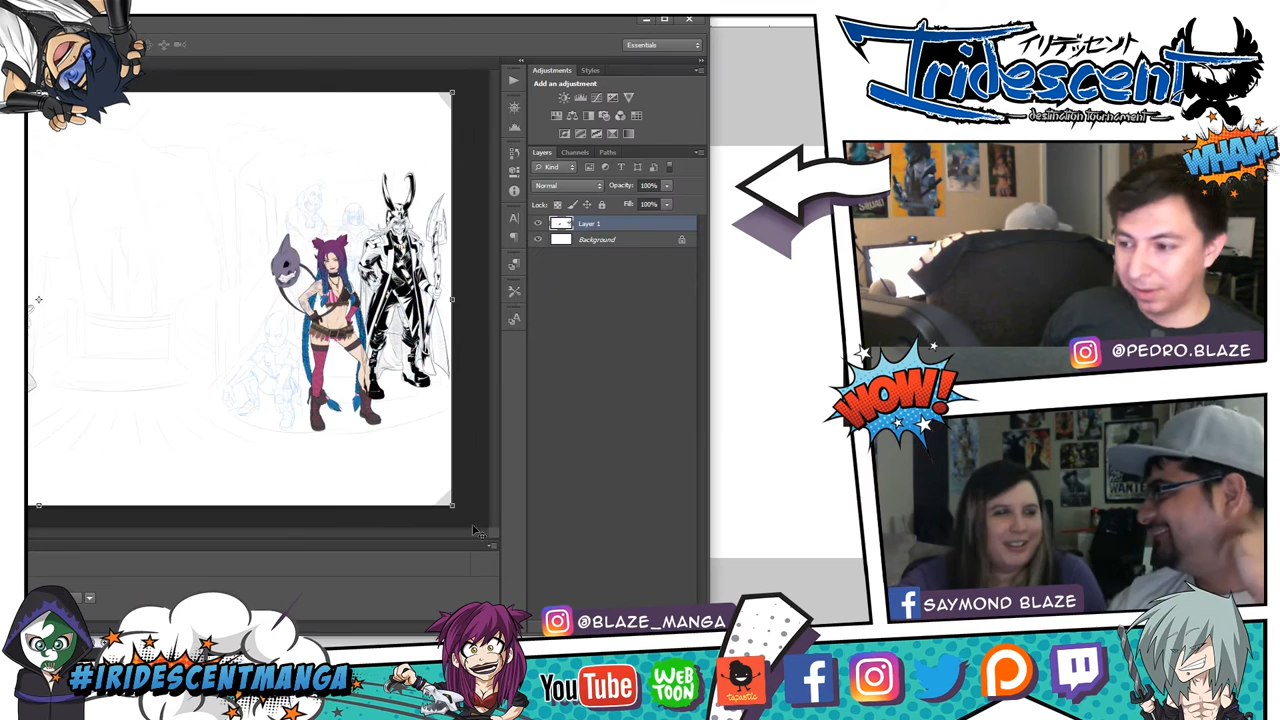 Essentials
Adjustments Styles
Add an adjustment
Layers Channels Paths
Kind
Normal Opacity: 100%
Lock: Fill: 100%
Layer 1
Background
イリデッセント
Iridescent
destination tournament
WHAM!
@PEDRO.BLAZE
WOW!
WANTED
SAYMOND BLAZE
@BLAZE_MANGA
#IRIDESCENTMANGA
YouTube
WEB
TOON
tapastic